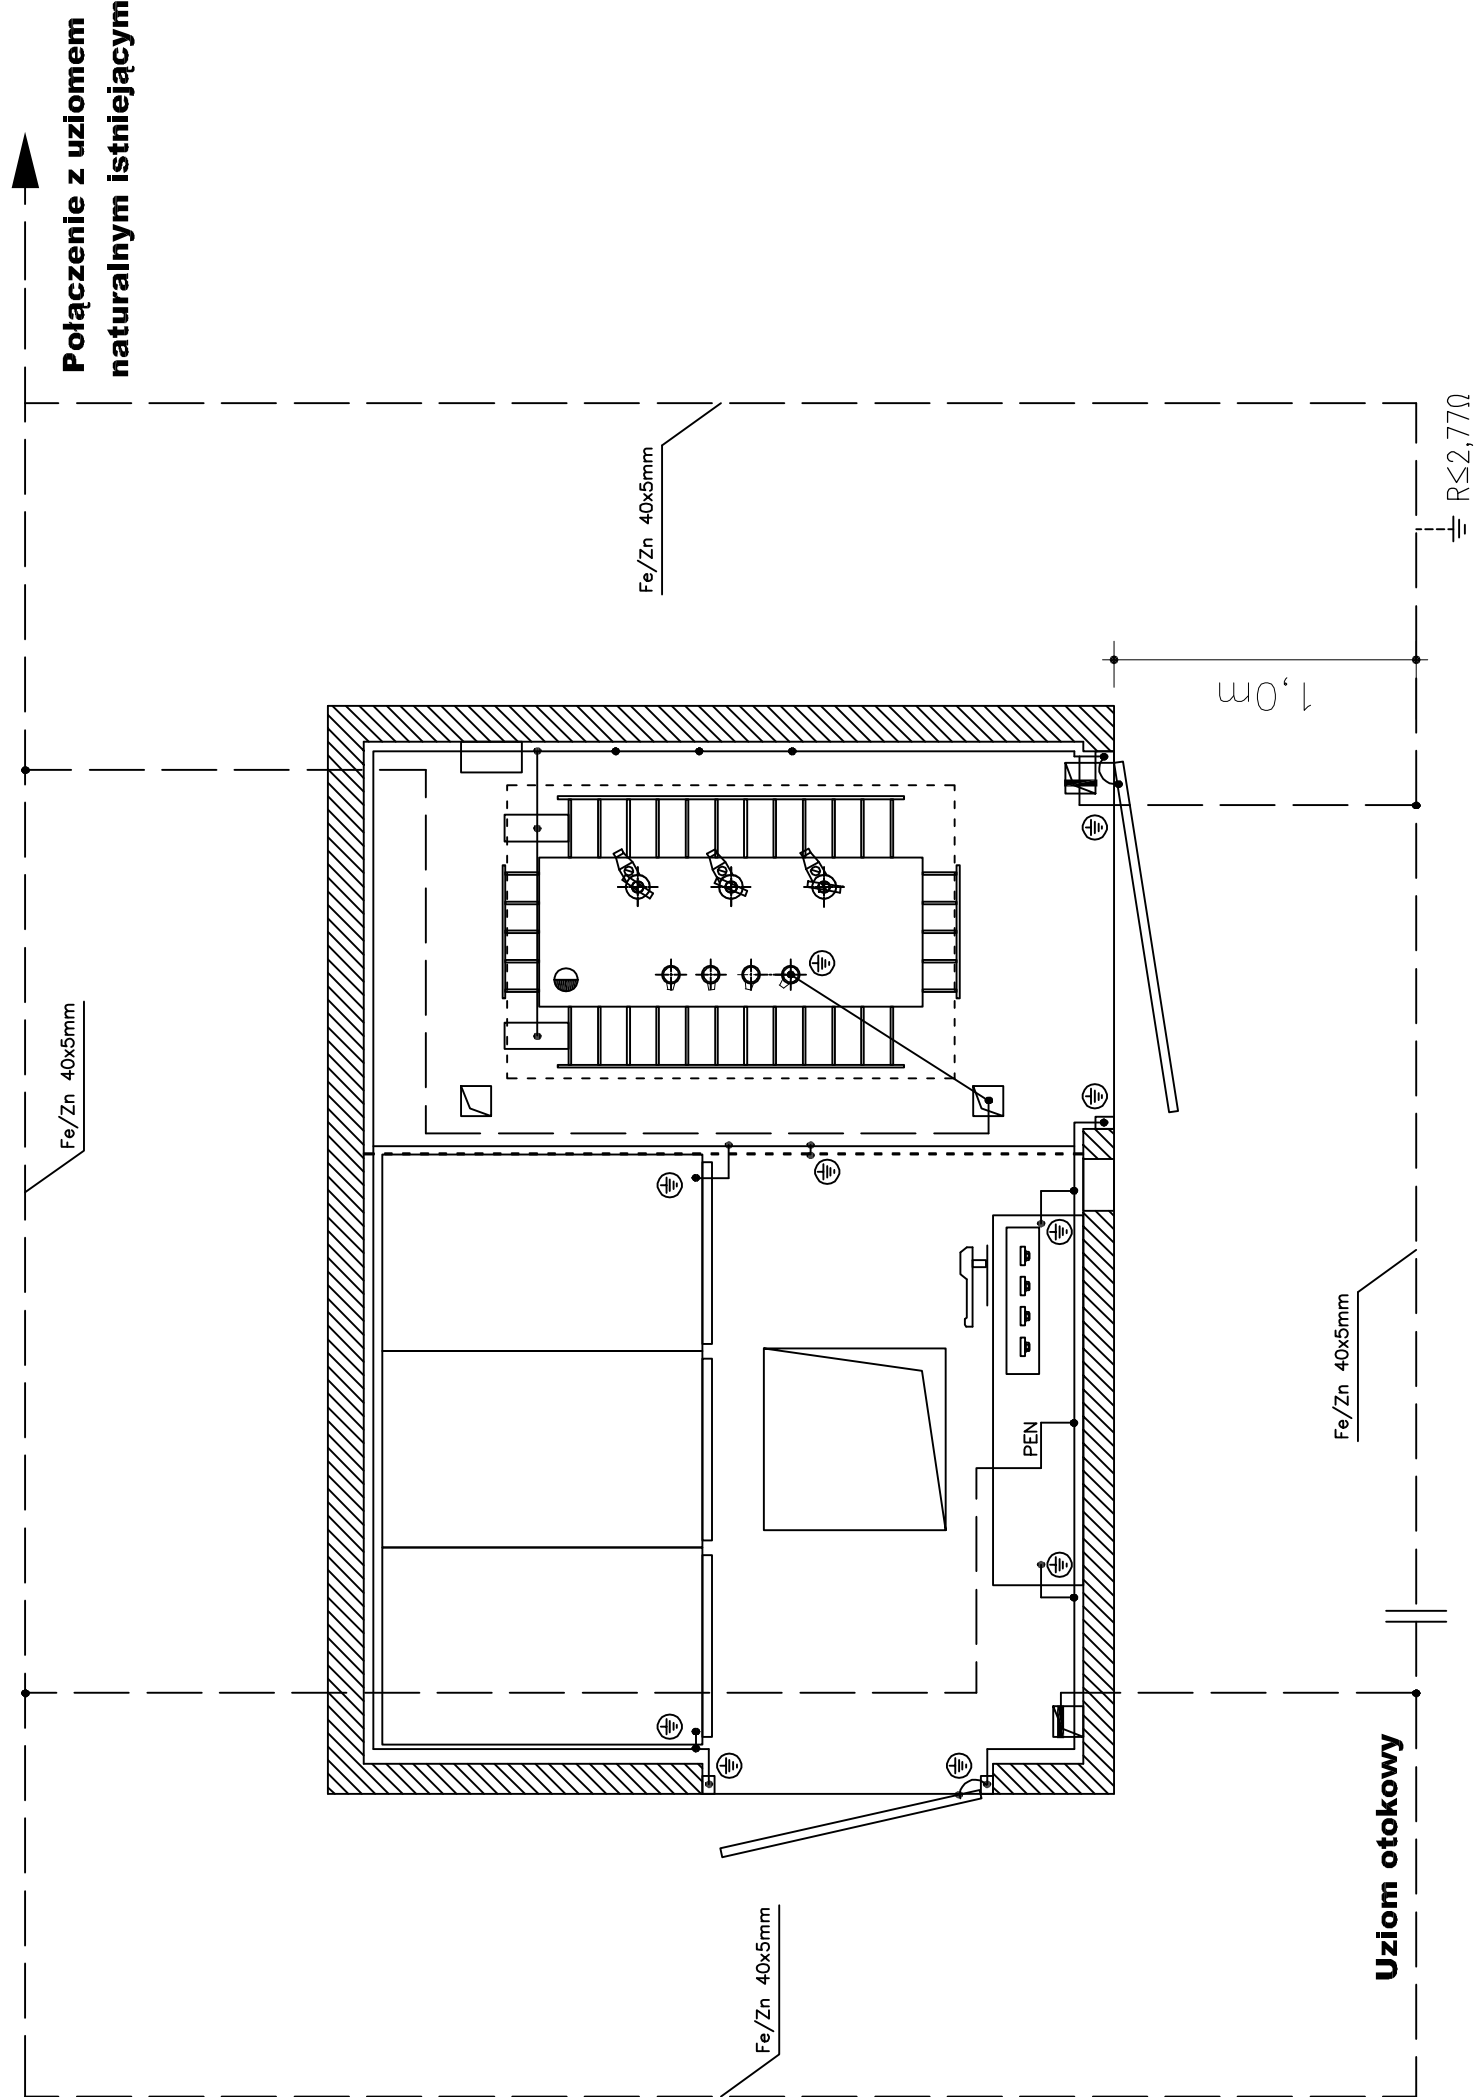 Połączenie z uziomem
naturalnym istniejącym
Fe/Zn 40x5mm
R≤2,77Ω
1,0m
Fe/Zn 40x5mm
Fe/Zn 40x5mm
PEN
Uziom otokowy
Fe/Zn 40x5mm